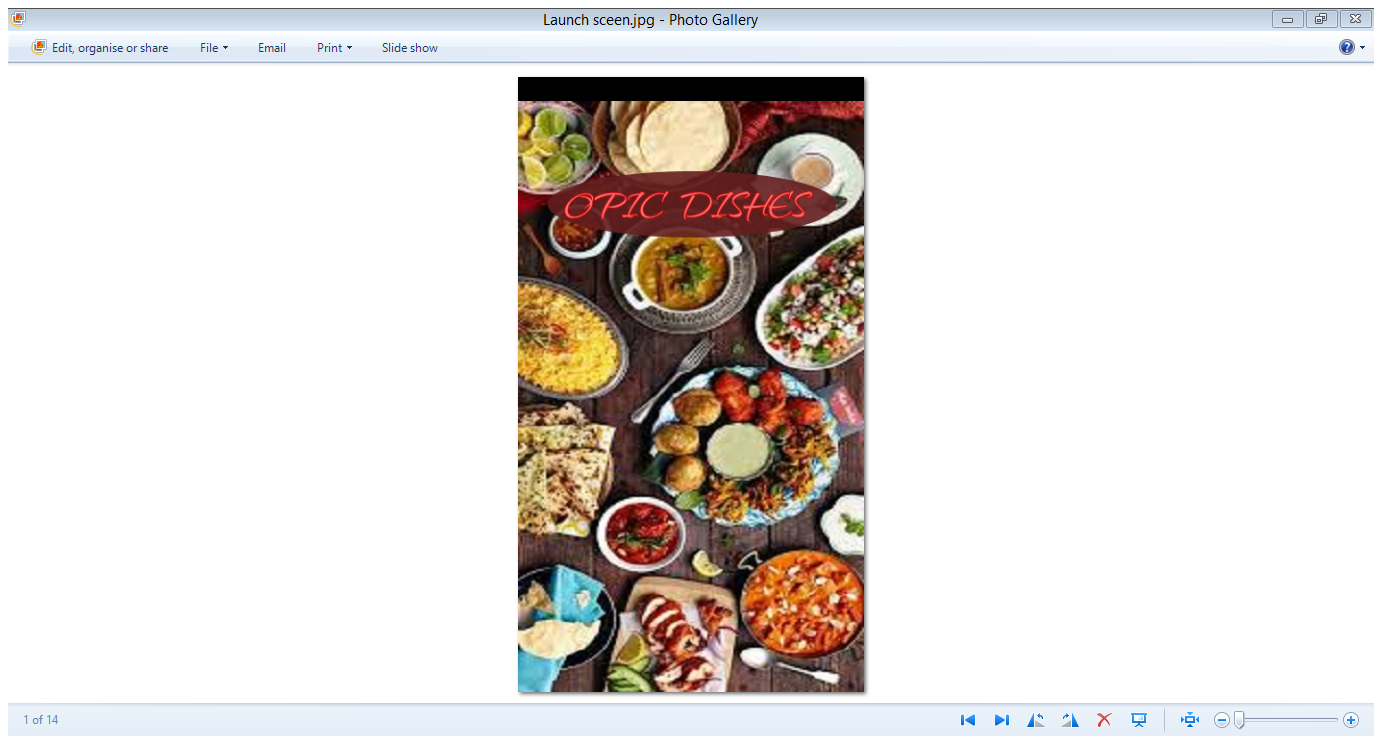 Launch sceen.jpg - Photo Gallery
Edit, organise or share File Email Print Slide show
OPIC DISHES
1 of 14